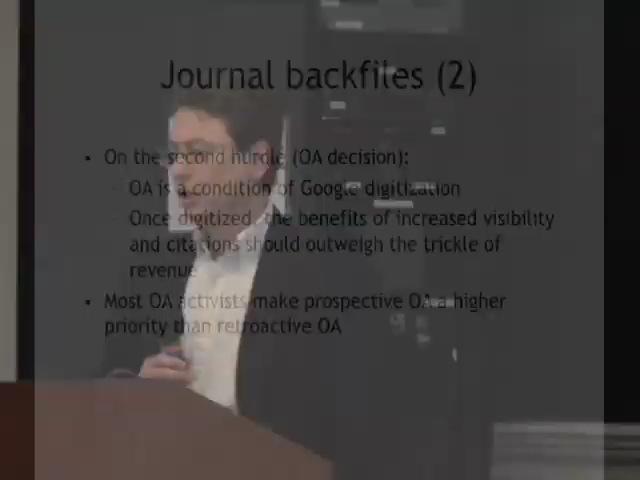 Journal backfiles (2)
• On the second hurdle (OA decision):
OA is a condition of Google digitization
Once digitized, the benefits of increased visibility
and citations should outweigh the trickle of
revenue
• Most OA activists make prospective OA a higher
priority than retroactive OA